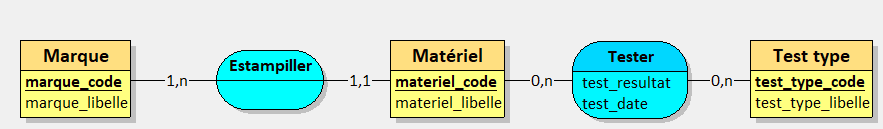 Marque
marque_code
marque_libelle
1,n
Estampiller
1,1
Matériel
materiel_code
materiel_libelle
0,n
Tester
test_resultat
test_date
0,n
Test type
test_type_code
test_type_libelle